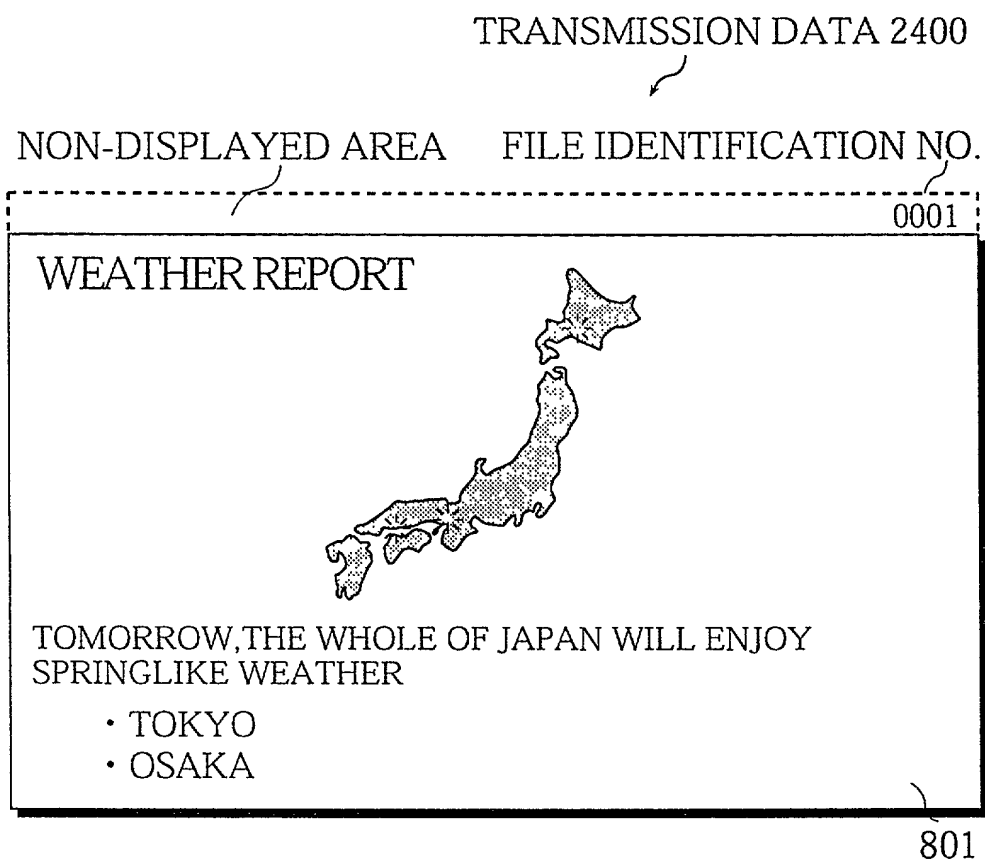 TRANSMISSION DATA 2400
NON-DISPLAYED AREA FILE IDENTIFICATION NO.
0001
WEATHER REPORT
TOMORROW,THE WHOLE OF JAPAN WILL ENJOY
SPRINGLIKE WEATHER
・TOKYO
・OSAKA
801